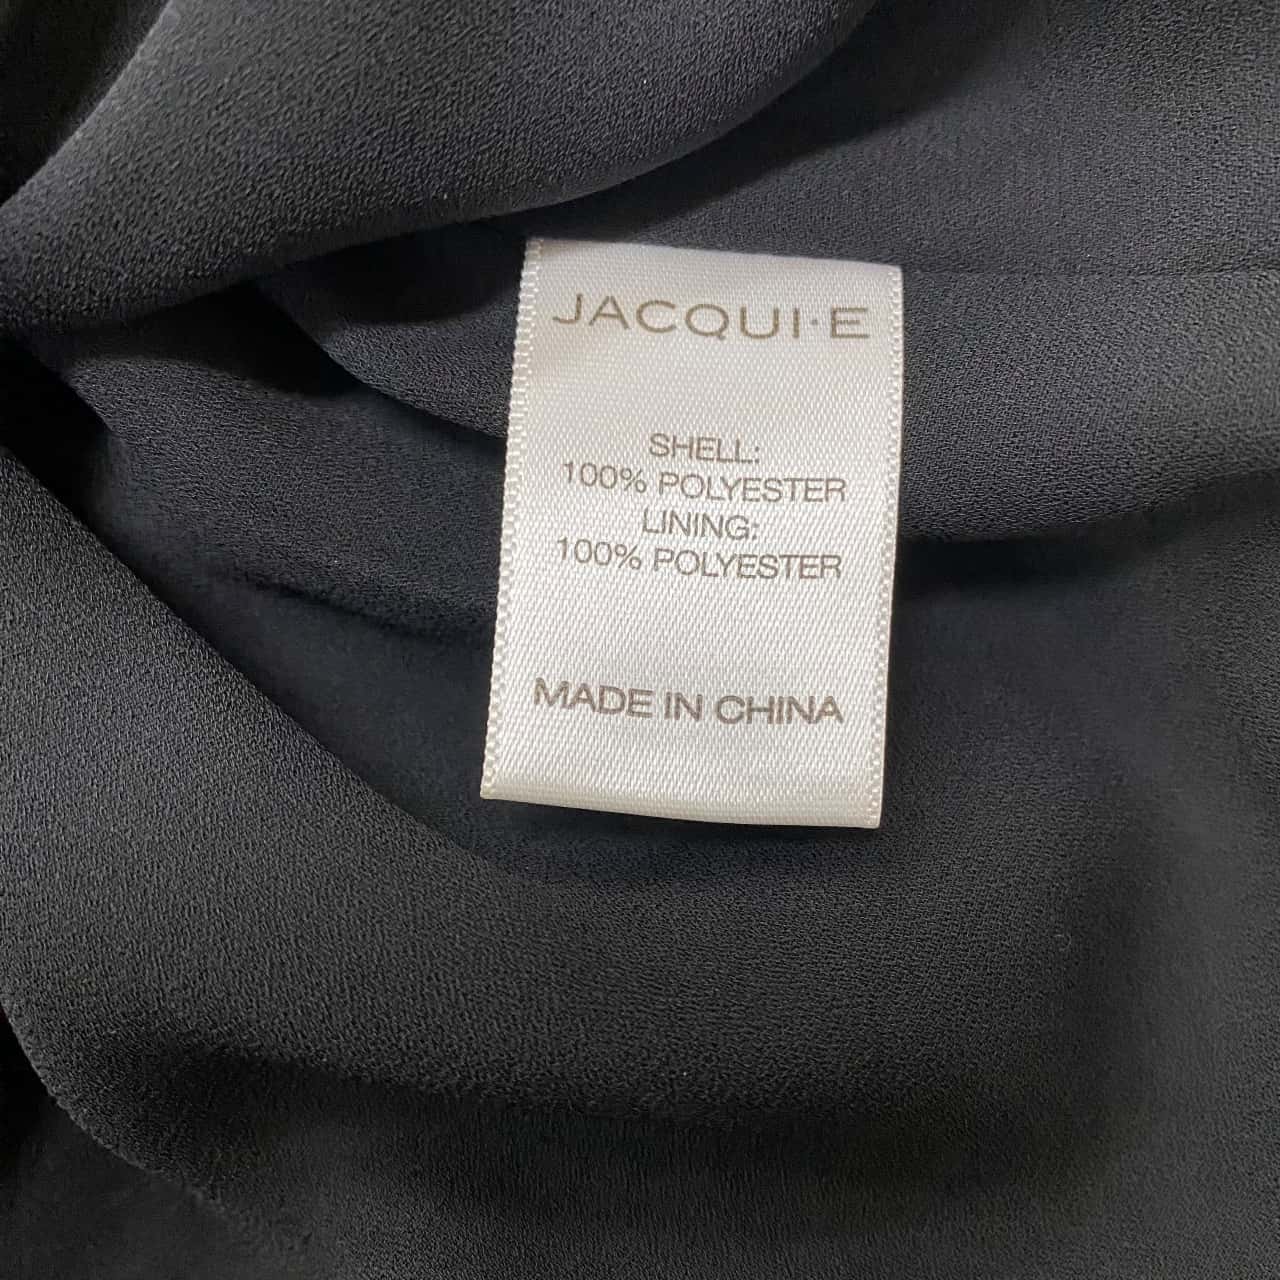 JACQUI·E
SHELL:
100% POLYESTER
LINING:
100% POLYESTER
MADE IN CHINA